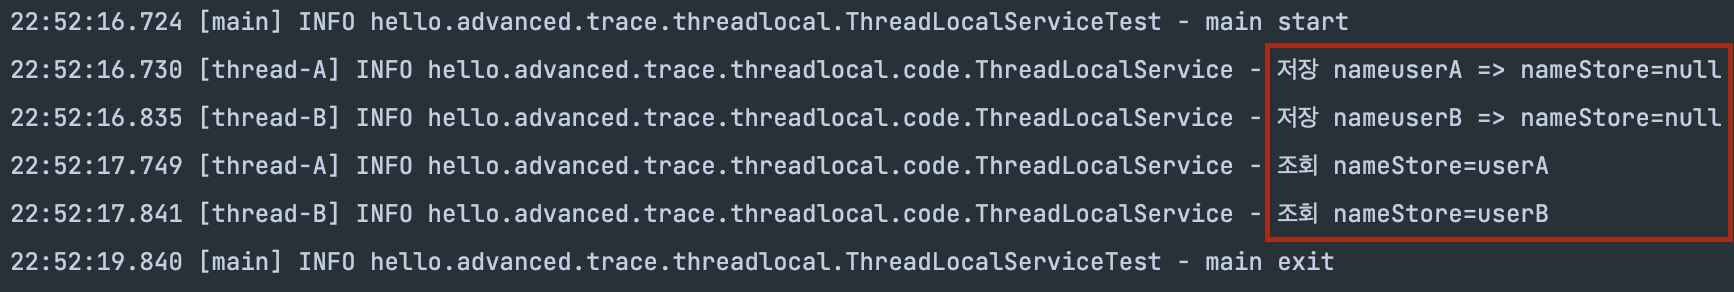 22:52:16.724 [main] INFO hello.advanced.trace.threadlocal.ThreadLocalServiceTest - main start
22:52:16.730 [thread-A] INFO hello.advanced.trace.threadlocal.code.ThreadLocalService - 저장 nameuserA => nameStore=null
22:52:16.835 [thread-B] INFO hello.advanced.trace.threadlocal.code.ThreadLocalService - 저장 nameuserB => nameStore=null
22:52:17.749 [thread-A] INFO hello.advanced.trace.threadlocal.code.ThreadLocalService - 조회 nameStore=userA
22:52:17.841 [thread-B] INFO hello.advanced.trace.threadlocal.code.ThreadLocalService - 조회 nameStore=userB
22:52:19.840 [main] INFO hello.advanced.trace.threadlocal.ThreadLocalServiceTest - main exit